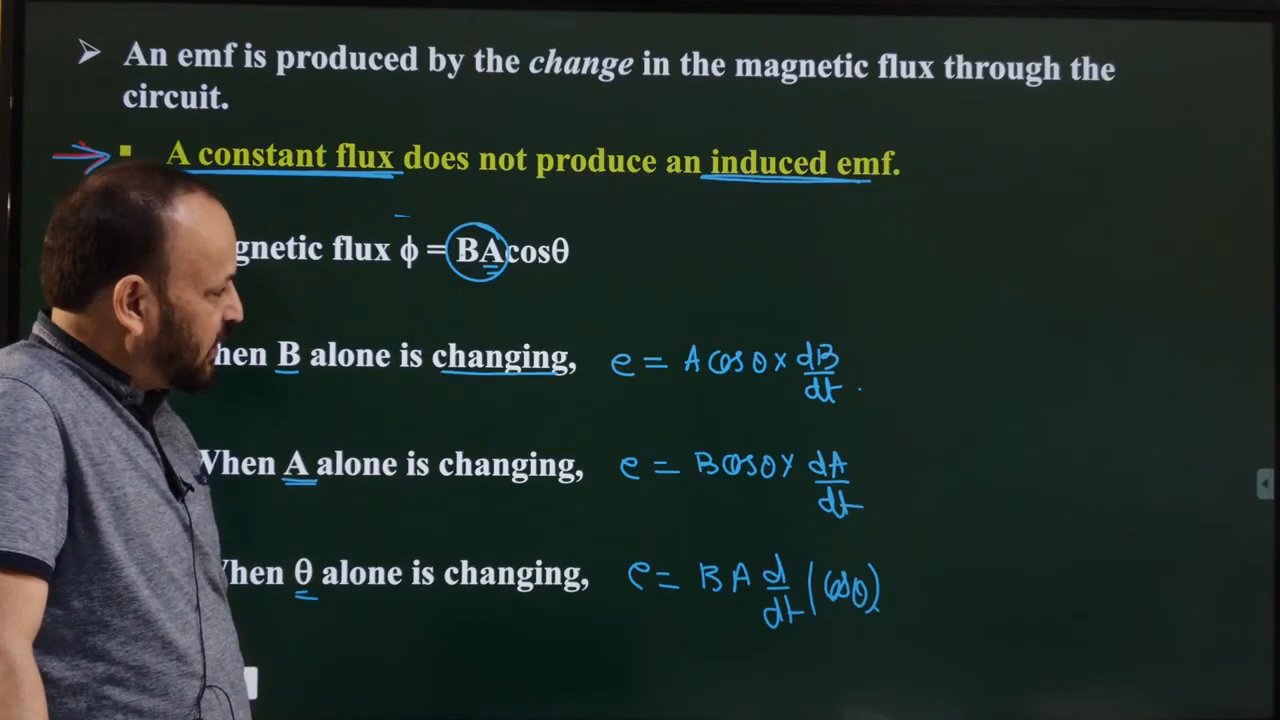 ➤ An emf is produced by the change in the magnetic flux through the
circuit.
▪ A constant flux does not produce an induced emf.
gnetic flux ϕ = BAcosθ
hen B alone is changing, e = A cosθ × dB/dt
When A alone is changing, e = B cosθ × dA/dt
hen θ alone is changing, e = BA d/dt (cosθ)